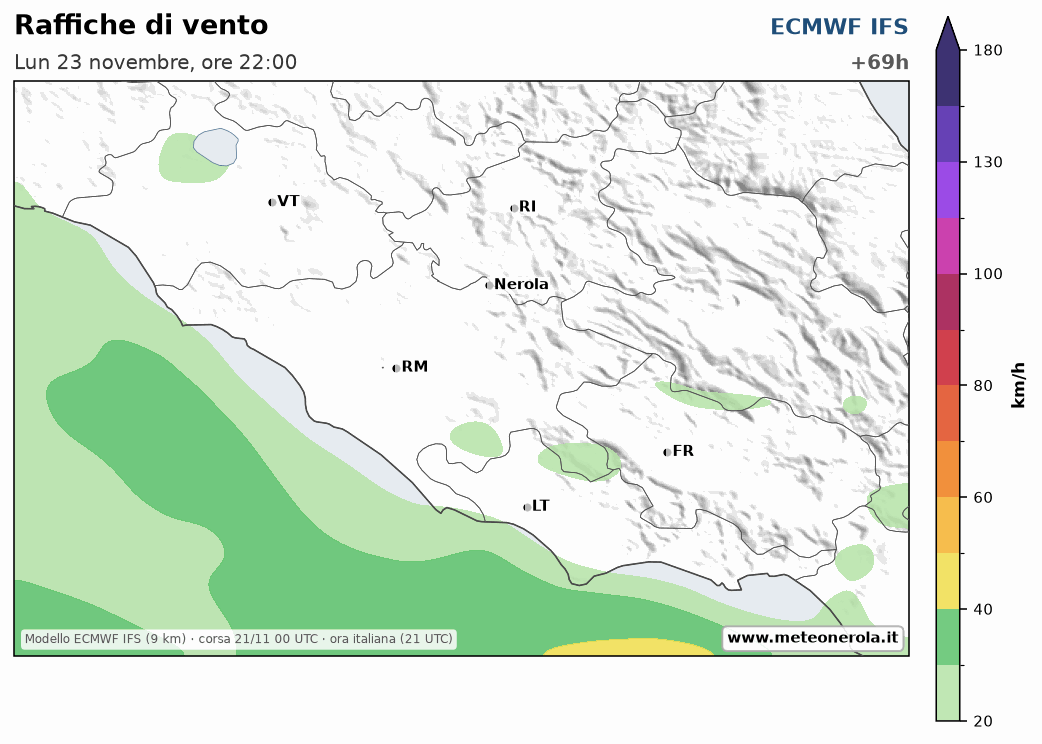 Raffiche di vento
ECMWF IFS
Lun 23 novembre, ore 22:00
+69h
VT
RI
Nerola
RM
FR
LT
Modello ECMWF IFS (9 km) · corsa 21/11 00 UTC · ora italiana (21 UTC)
www.meteonerola.it
180
130
100
80
60
40
20
km/h